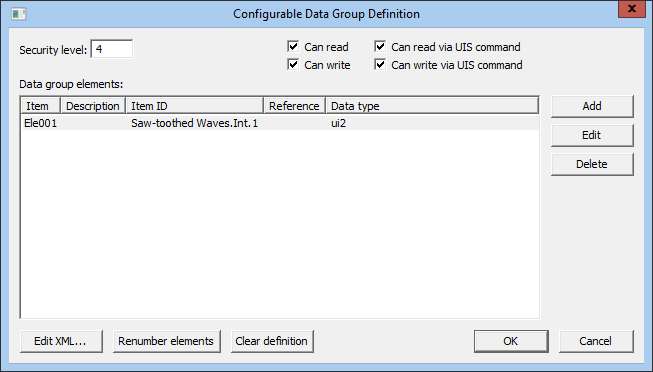 Configurable Data Group Definition
Security level: 4
Can read
Can read via UIS command
Can write
Can write via UIS command
Data group elements:
Item Description Item ID Reference Data type
Ele001 Saw-toothed Waves.Int.1 ui2
Add
Edit
Delete
Edit XML... Renumber elements Clear definition OK Cancel